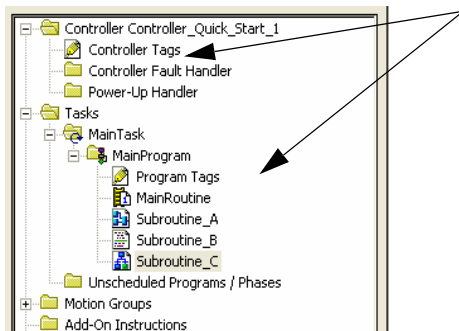 Controller Controller_Quick_Start_1
Controller Tags
Controller Fault Handler
Power-Up Handler
Tasks
MainTask
MainProgram
Program Tags
MainRoutine
Subroutine_A
Subroutine_B
Subroutine_C
Unscheduled Programs / Phases
Motion Groups
Add-On Instructions